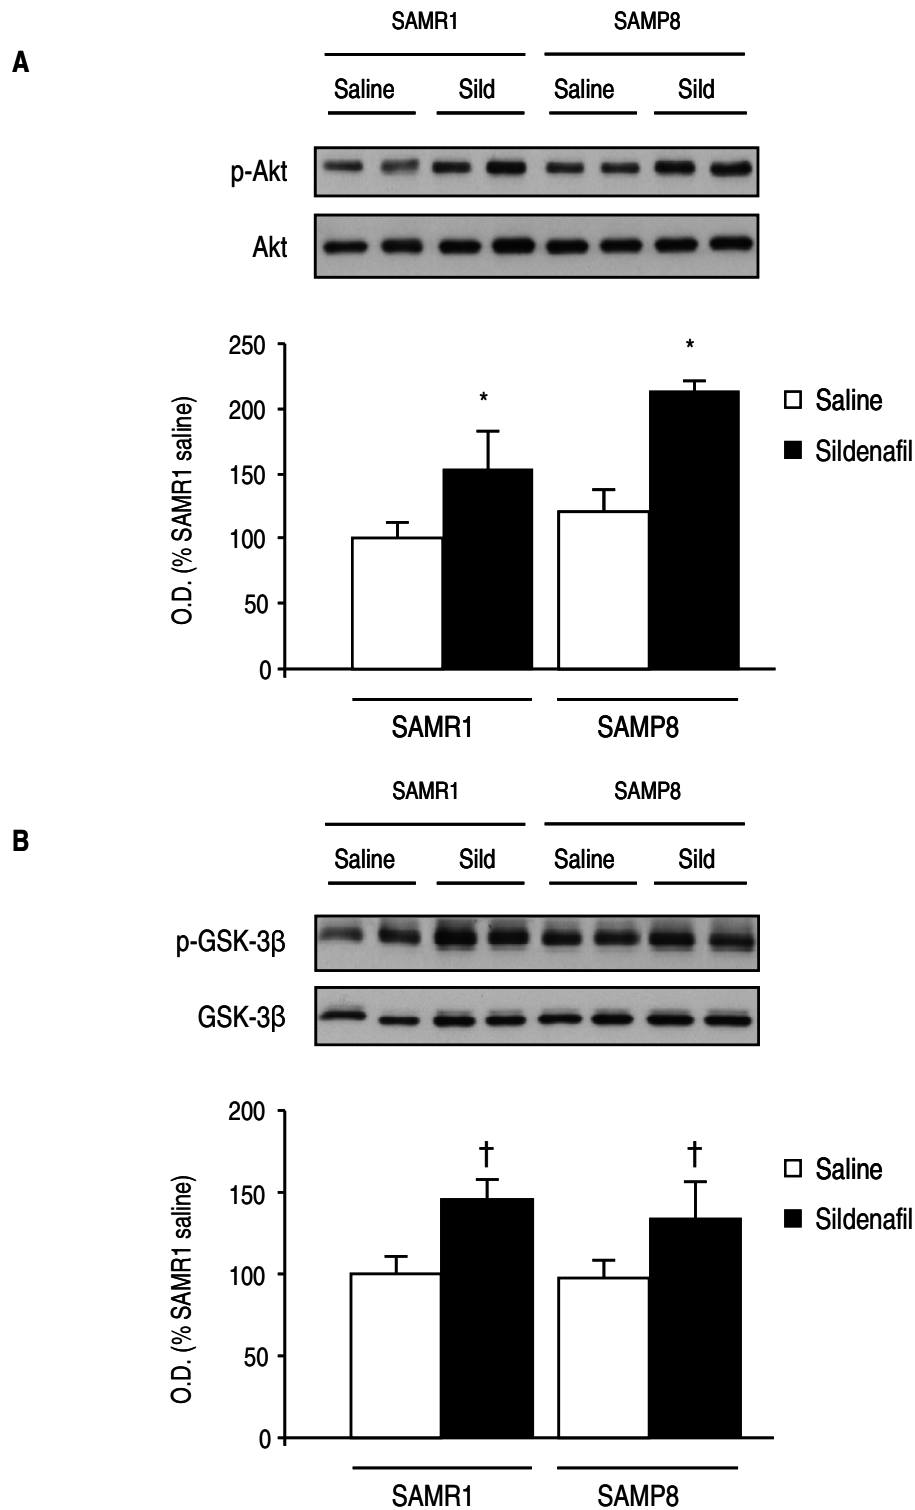 SAMR1 SAMP8
A
Saline Sild Saline Sild
p-Akt
Akt
250
200
150
100
50
0
O.D. (% SAMR1 saline)
* *
Saline
Sildenafil
SAMR1 SAMP8
SAMR1 SAMP8
B
Saline Sild Saline Sild
p-GSK-3β
GSK-3β
200
150
100
50
0
O.D. (% SAMR1 saline)
† †
Saline
Sildenafil
SAMR1 SAMP8